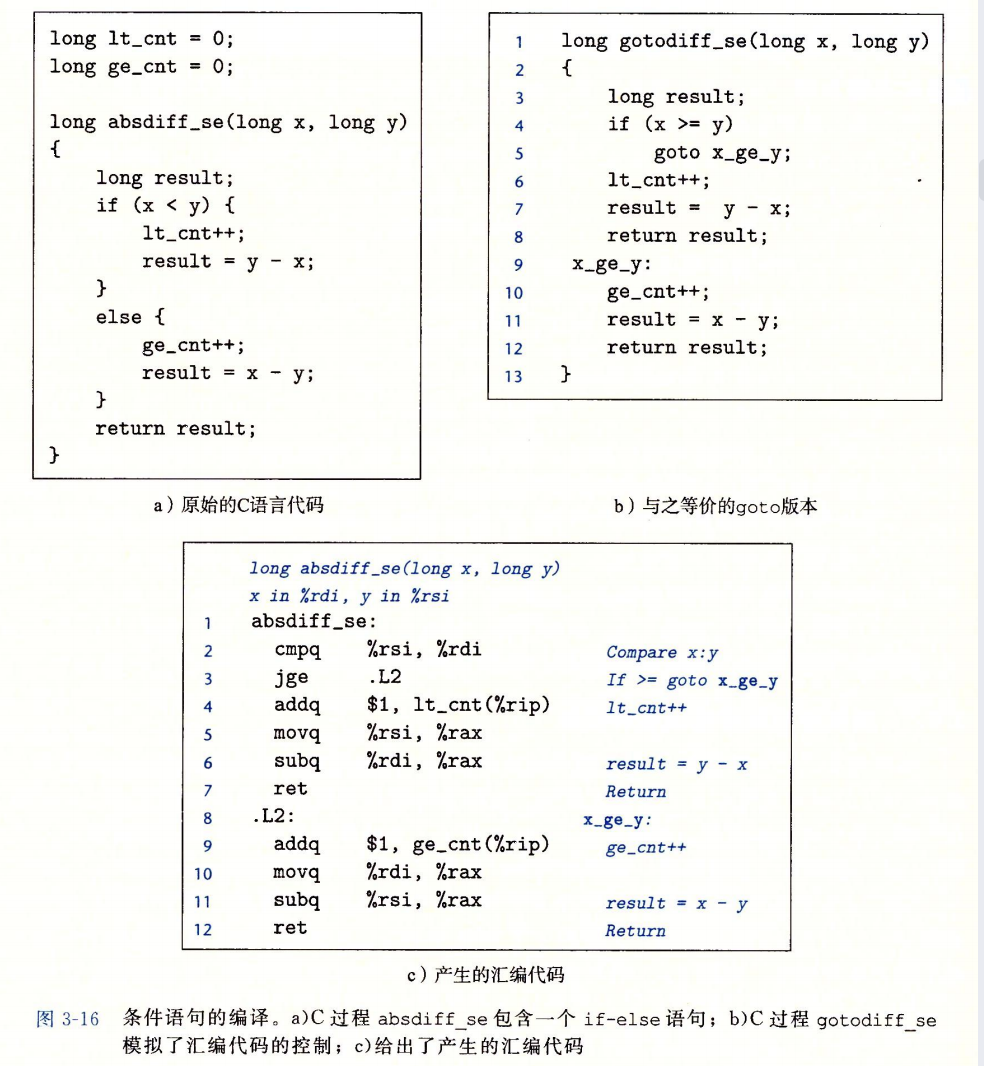 long lt_cnt = 0;
long ge_cnt = 0;
long absdiff_se(long x, long y)
{
    long result;
    if (x < y) {
        lt_cnt++;
        result = y - x;
    }
    else {
        ge_cnt++;
        result = x - y;
    }
    return result;
}
a）原始的C语言代码
1    long gotodiff_se(long x, long y)
2    {
3        long result;
4        if (x >= y)
5            goto x_ge_y;
6        lt_cnt++;
7        result =  y - x;
8        return result;
9     x_ge_y:
10       ge_cnt++;
11       result = x - y;
12       return result;
13   }
b）与之等价的goto版本
long absdiff_se(long x, long y)
x in %rdi, y in %rsi
1    absdiff_se:
2      cmpq    %rsi, %rdi    Compare x:y
3      jge     .L2    If >= goto x_ge_y
4      addq    $1, lt_cnt(%rip)    lt_cnt++
5      movq    %rsi, %rax
6      subq    %rdi, %rax    result = y - x
7      ret    Return
8    .L2:    x_ge_y:
9      addq    $1, ge_cnt(%rip)    ge_cnt++
10     movq    %rdi, %rax
11     subq    %rsi, %rax    result = x - y
12     ret    Return
c）产生的汇编代码
图 3-16 条件语句的编译。a)C 过程 absdiff_se 包含一个 if-else 语句；b)C 过程 gotodiff_se
模拟了汇编代码的控制；c)给出了产生的汇编代码